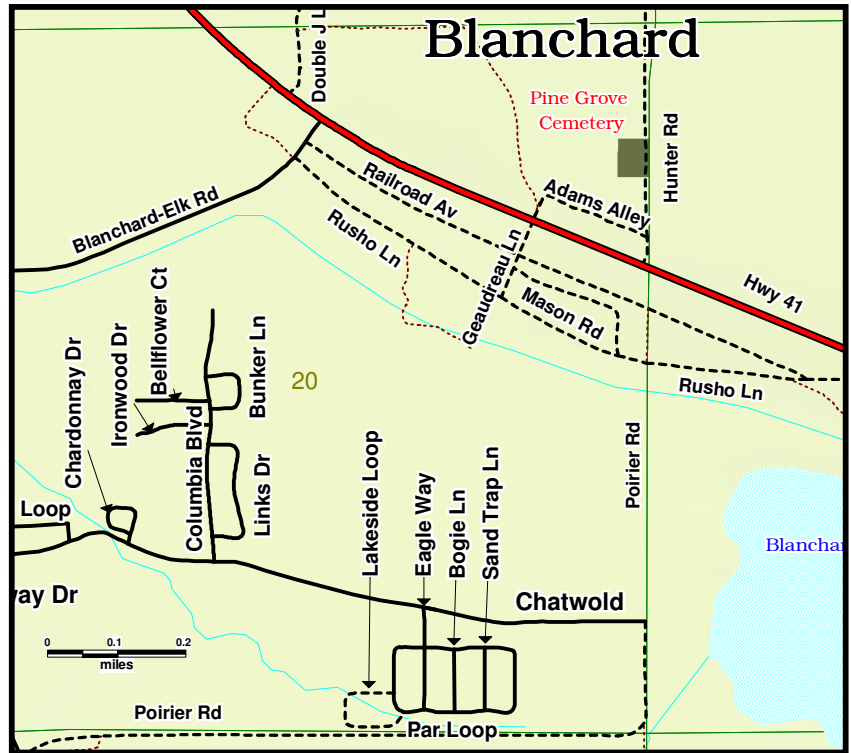 Blanchard
Double J L
Pine Grove
Cemetery
Hunter Rd
Railroad Av
Adams Alley
Blanchard-Elk Rd
Rusho Ln
Geaudreau Ln
Hwy 41
Mason Rd
Rusho Ln
Chardonnay Dr
Ironwood Dr
Bellflower Ct
Bunker Ln
20
Columbia Blvd
Links Dr
Poirier Rd
Lakeside Loop
Eagle Way
Bogie Ln
Sand Trap Ln
Loop
Blanchar
way Dr
Chatwold
0 0.1 0.2
miles
Poirier Rd
Par Loop